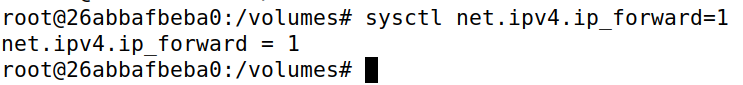 root@26abbafbeba0:/volumes# sysctl net.ipv4.ip_forward=1
net.ipv4.ip_forward = 1
root@26abbafbeba0:/volumes#